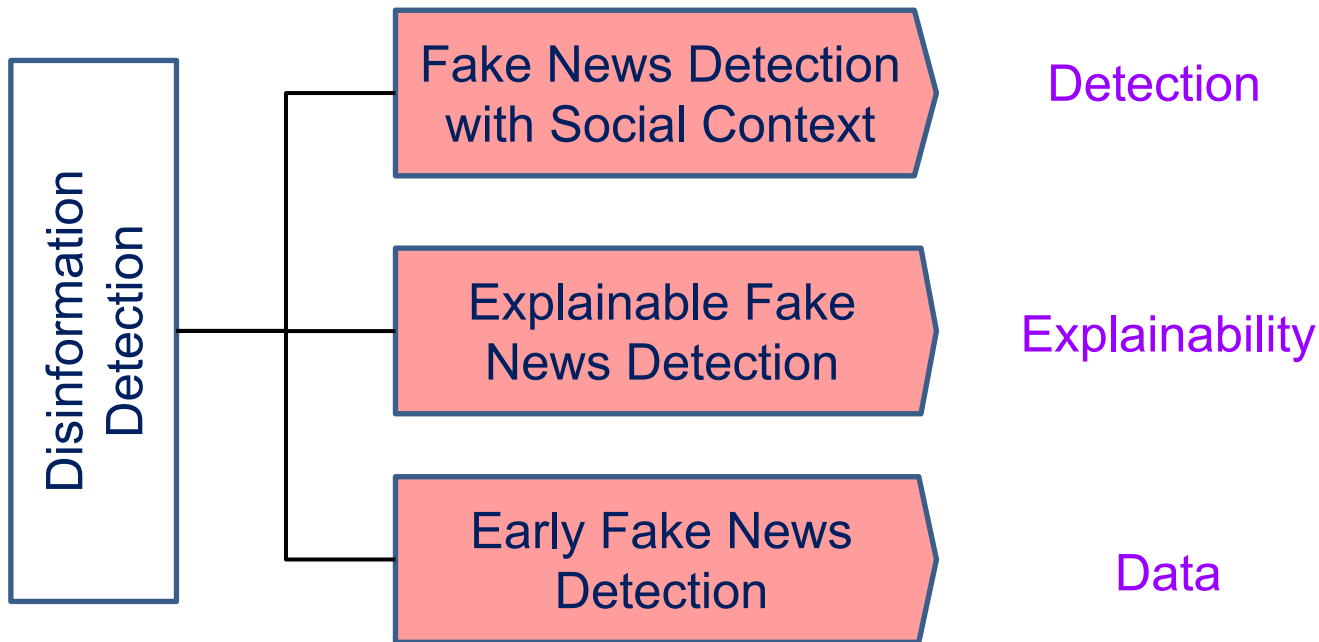 Disinformation
Detection
Fake News Detection
with Social Context
Detection
Explainable Fake
News Detection
Explainability
Early Fake News
Detection
Data